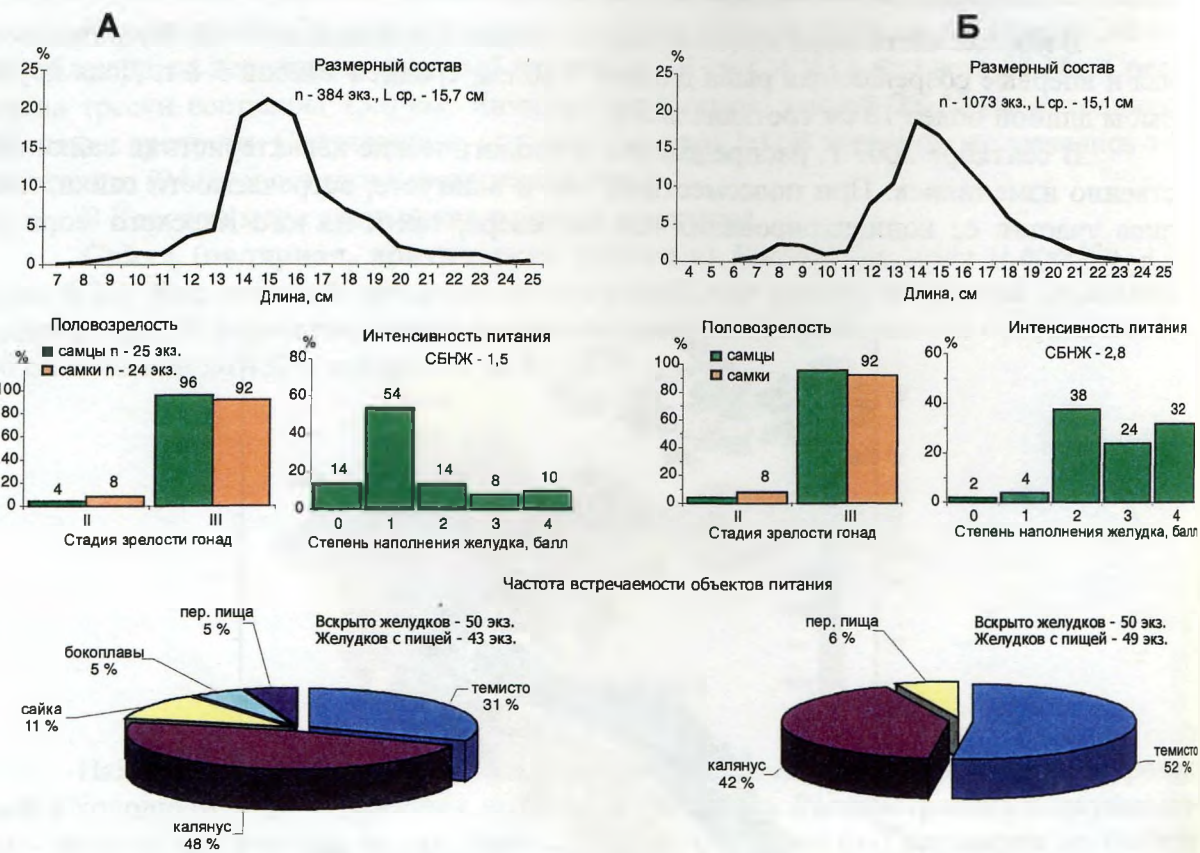 А
%
Размерный состав
n - 384 экз., L ср. - 15,7 см
25
20
15
10
5
0
7 8 9 10 11 12 13 14 15 16 17 18 19 20 21 22 23 24 25
Длина, см
Половозрелость
самцы n - 25 экз.
самки n - 24 экз.
%
100
80
60
40
20
0
4 8 96 92
II III
Стадия зрелости гонад
Интенсивность питания
СБНЖ - 1,5
%
80
60
40
20
0
14 54 14 8 10
0 1 2 3 4
Степень наполнения желудка, балл
Б
%
Размерный состав
n - 1073 экз., L ср. - 15,1 см
25
20
15
10
5
0
4 5 6 7 8 9 10 11 12 13 14 15 16 17 18 19 20 21 22 23 24 25
Длина, см
Половозрелость
самцы
самки
%
100
80
60
40
20
0
8 92
II III
Стадия зрелости гонад
Интенсивность питания
СБНЖ - 2,8
%
60
40
20
0
2 4 38 24 32
0 1 2 3 4
Степень наполнения желудка, балл
Частота встречаемости объектов питания
Вскрыто желудков - 50 экз.
Желудков с пищей - 43 экз.
пер. пища
5 %
бокоплавы
5 %
сайка
11 %
темисто
31 %
калянус
48 %
Вскрыто желудков - 50 экз.
Желудков с пищей - 49 экз.
пер. пища
6 %
калянус
42 %
темисто
52 %